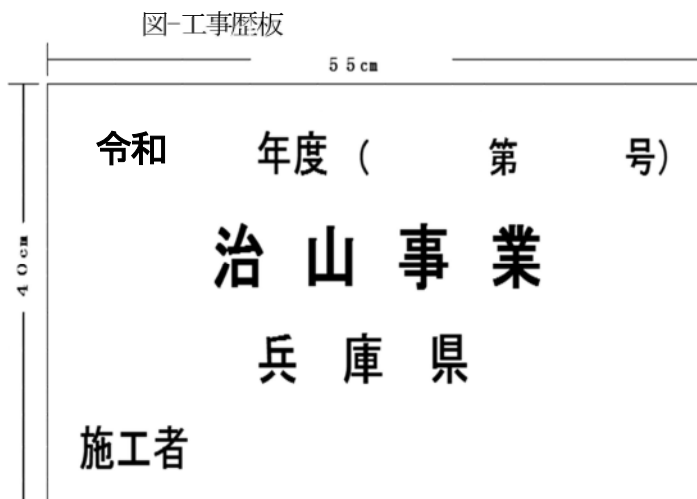 図-工事歴板
55cm
令和 年度 ( 第 号)
40cm
治山事業
兵庫県
施工者